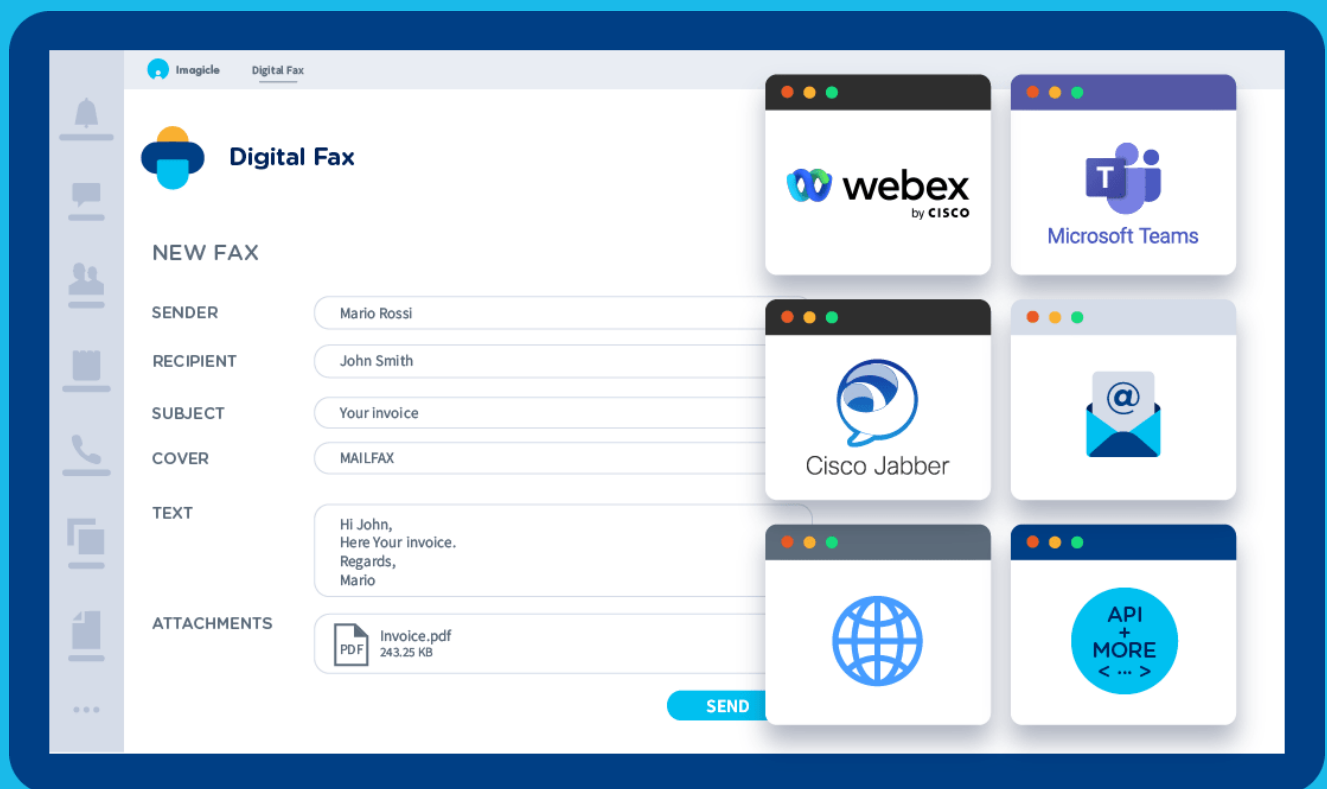 Imagicle Digital Fax
Digital Fax
NEW FAX
SENDER Mario Rossi
RECIPIENT John Smith
SUBJECT Your invoice
COVER MAILFAX
TEXT
Hi John,
Here Your invoice.
Regards,
Mario
ATTACHMENTS
PDF
Invoice.pdf
243.25 KB
SEND
webex
by CISCO
T
Microsoft Teams
Cisco Jabber
@
API
+
MORE
< ... >